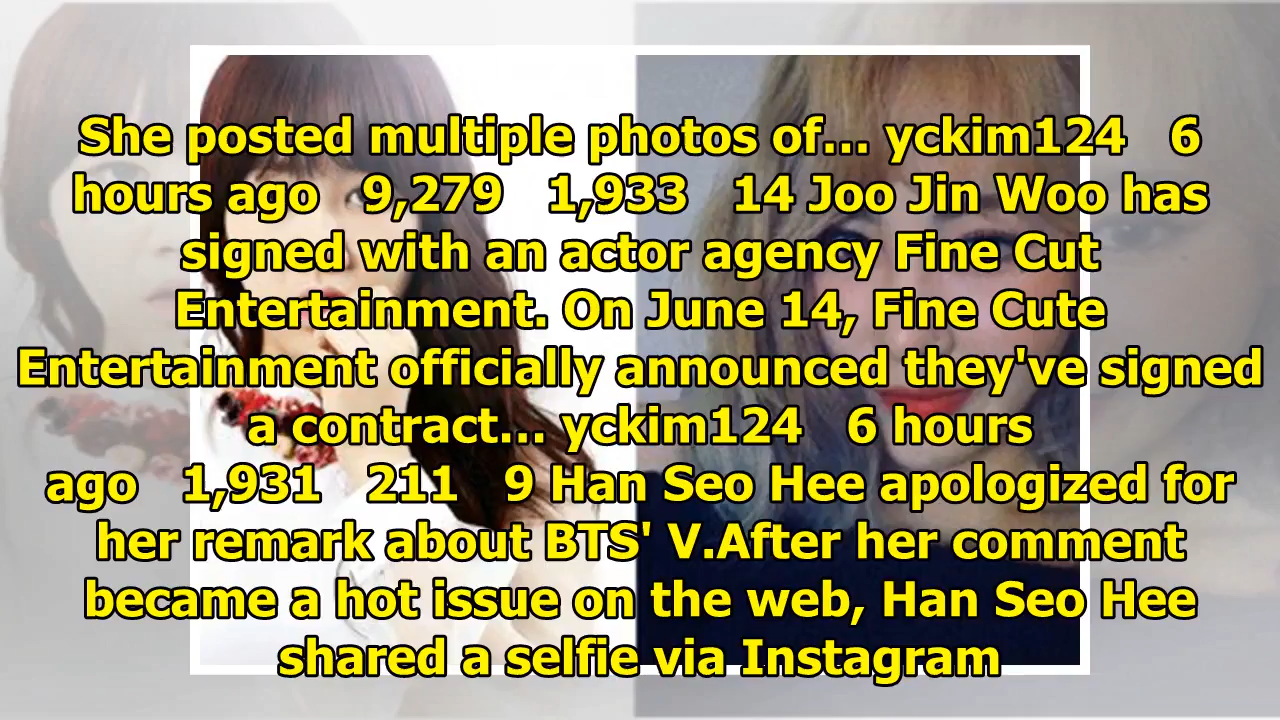 She posted multiple photos of... yckim124 6
hours ago 9,279 1,933 14 Joo Jin Woo has
signed with an actor agency Fine Cut
Entertainment. On June 14, Fine Cute
Entertainment officially announced they've signed
a contract... yckim124 6 hours
ago 1,931 211 9 Han Seo Hee apologized for
her remark about BTS' V.After her comment
became a hot issue on the web, Han Seo Hee
shared a selfie via Instagram